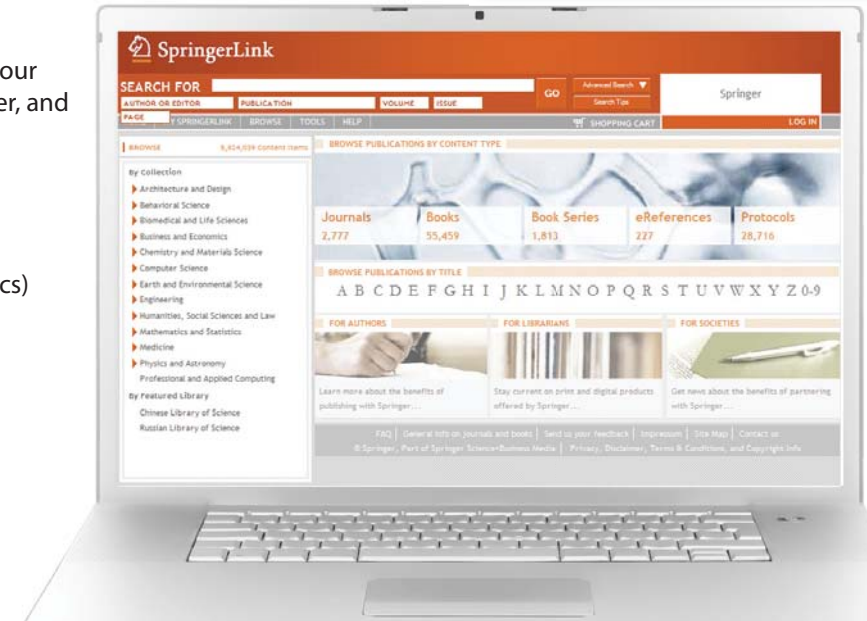 our
er, and
cs)
SpringerLink
SEARCH FOR
GO
Advanced Search
Search Tips
Springer
AUTHOR OR EDITOR PUBLICATION VOLUME ISSUE
PAGE
Y SPRINGERLINK BROWSE TOOLS HELP
SHOPPING CART
LOG IN
BROWSE Content Items
By Collection
Architecture and Design
Behavioral Science
Biomedical and Life Sciences
Business and Economics
Chemistry and Materials Science
Computer Science
Earth and Environmental Science
Engineering
Humanities, Social Sciences and Law
Mathematics and Statistics
Medicine
Physics and Astronomy
Professional and Applied Computing
By Featured Library
Chinese Library of Science
Russian Library of Science
BROWSE PUBLICATIONS BY CONTENT TYPE
Journals Books Book Series eReferences Protocols
2,777 55,459 1,813 227 28,716
BROWSE PUBLICATIONS BY TITLE
A B C D E F G H I J K L M N O P Q R S T U V W X Y Z 0-9
FOR AUTHORS
Learn more about the benefits of
publishing with Springer...
FOR LIBRARIANS
Stay current on print and digital products
offered by Springer...
FOR SOCIETIES
Get news about the benefits of partnering
with Springer...
FAQ | General info on journals and books | Send us your feedback | Impressum | Site Map | Contact us
© Springer, Part of Springer Science+Business Media | Privacy, Disclaimer, Terms & Conditions, and Copyright Info